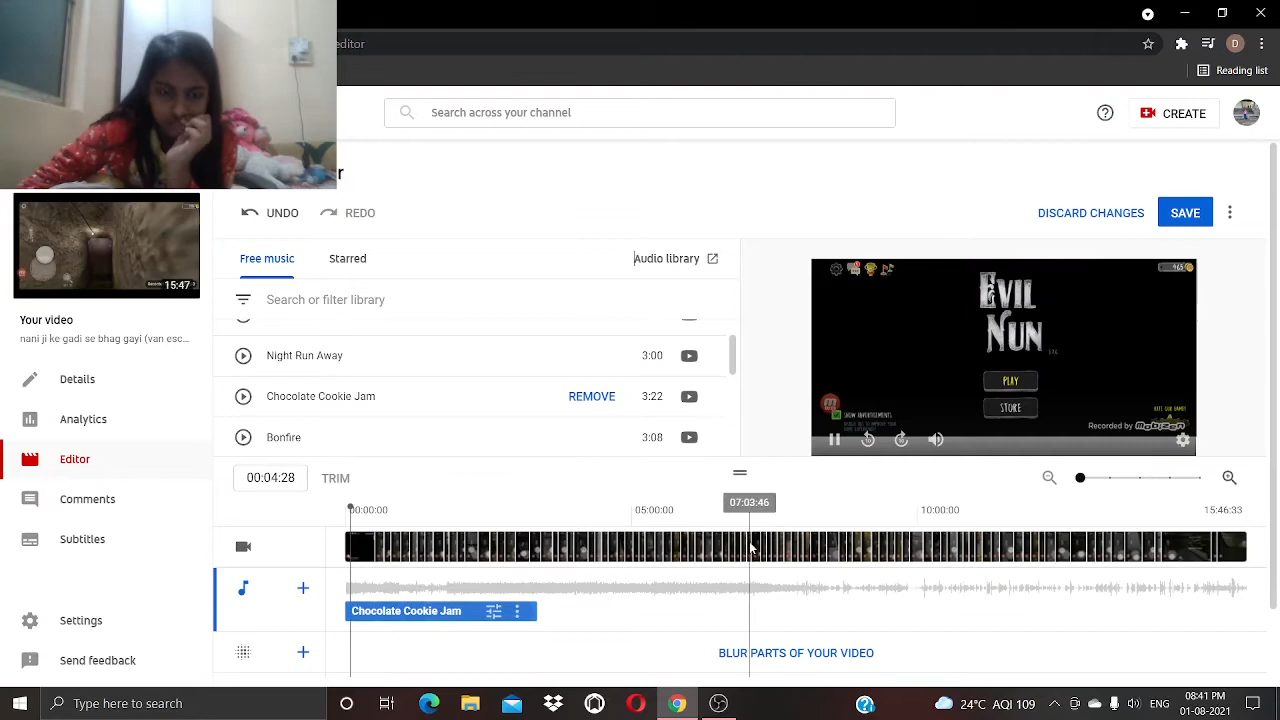 editor
Reading list
Search across your channel
CREATE
D
r
UNDO
REDO
DISCARD CHANGES
SAVE
Free music
Starred
Audio library
Search or filter library
Night Run Away
3:00
Chocolate Cookie Jam
REMOVE
3:22
Bonfire
3:08
EVIL
NUN
PLAY
STORE
SHOW ADVERTISEMENTS
Recorded by
15:47
Your video
nani ji ke gadi se bhag gayi (van esc...
Details
Analytics
Editor
Comments
Subtitles
Settings
Send feedback
00:04:28
TRIM
07:03:46
00:00:00
05:00:00
10:00:00
15:46:33
Chocolate Cookie Jam
BLUR PARTS OF YOUR VIDEO
Type here to search
24°C AQI 109
08:41 PM
01-08-2021